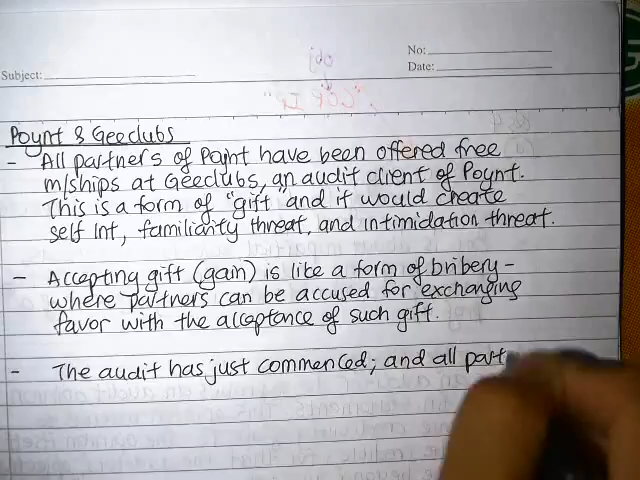 No:
Date:
Subject:
Poynt & Geeclubs
- All partners of Poynt have been offered free
m/ships at Geeclubs, an audit client of Poynt.
This is a form of "gift" and it would create
self Int, familiarity threat, and intimidation threat.
- Accepting gift (gain) is like a form of bribery -
where partners can be accused for exchanging
favor with the acceptance of such gift.
- The audit has just commenced; and all part